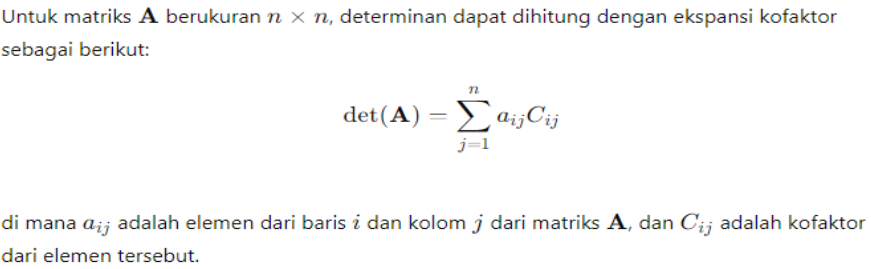 Untuk matriks A berukuran n × n, determinan dapat dihitung dengan ekspansi kofaktor
sebagai berikut:
det(A) = ∑_{j=1}^{n} a_{ij}C_{ij}
di mana a_{ij} adalah elemen dari baris i dan kolom j dari matriks A, dan C_{ij} adalah kofaktor
dari elemen tersebut.